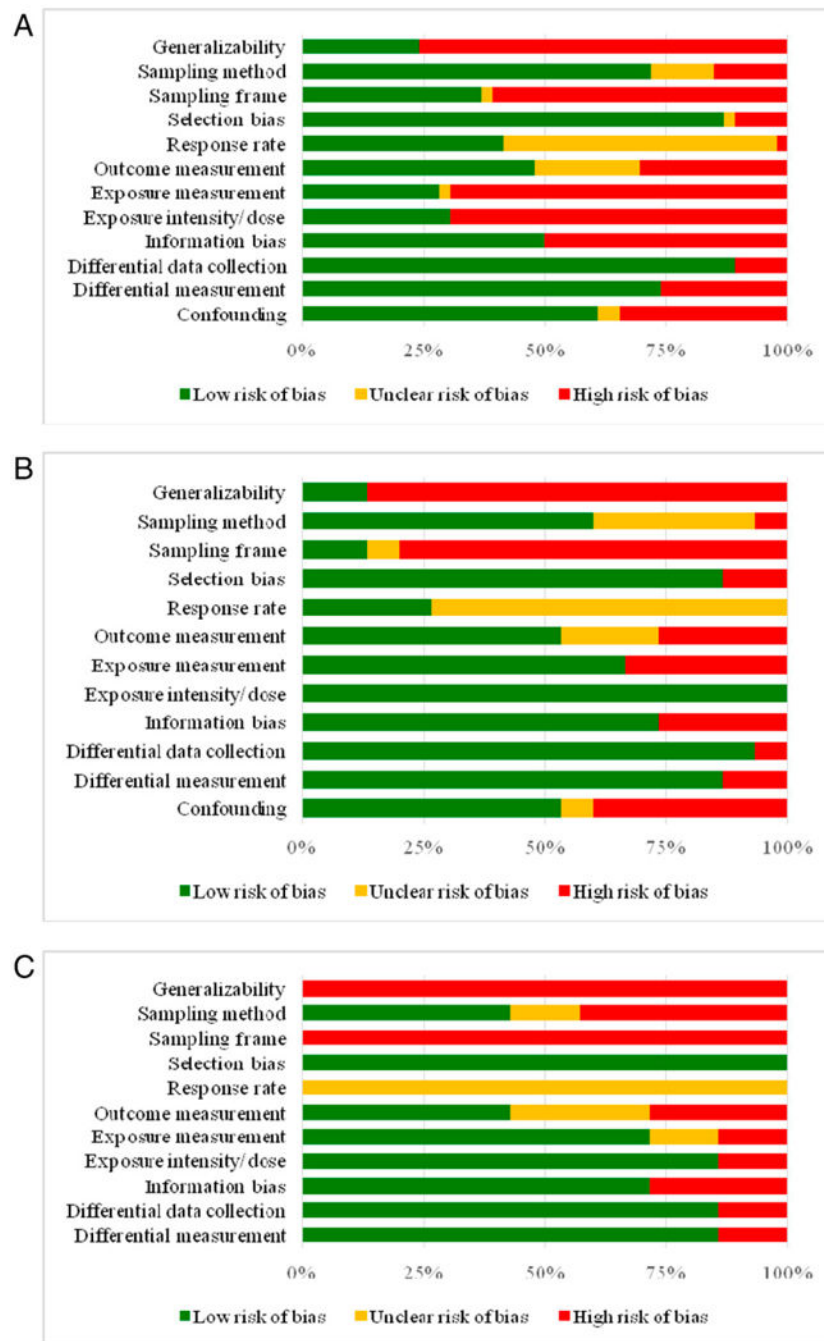 A
Generalizability
Sampling method
Sampling frame
Selection bias
Response rate
Outcome measurement
Exposure measurement
Exposure intensity/dose
Information bias
Differential data collection
Differential measurement
Confounding
0% 25% 50% 75% 100%
Low risk of bias Unclear risk of bias High risk of bias
B
Generalizability
Sampling method
Sampling frame
Selection bias
Response rate
Outcome measurement
Exposure measurement
Exposure intensity/dose
Information bias
Differential data collection
Differential measurement
Confounding
0% 25% 50% 75% 100%
Low risk of bias Unclear risk of bias High risk of bias
C
Generalizability
Sampling method
Sampling frame
Selection bias
Response rate
Outcome measurement
Exposure measurement
Exposure intensity/dose
Information bias
Differential data collection
Differential measurement
0% 25% 50% 75% 100%
Low risk of bias Unclear risk of bias High risk of bias